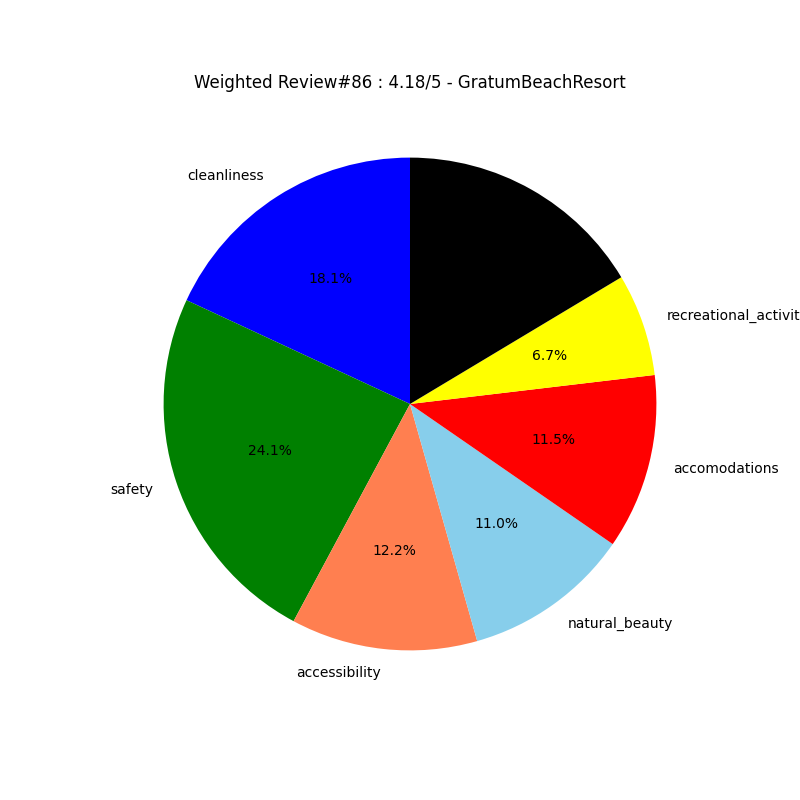 Weighted Review#86 : 4.18/5 - GratumBeachResort
cleanliness
18.1%
recreational_activit
6.7%
11.5%
24.1%
accomodations
safety
11.0%
12.2%
natural_beauty
accessibility